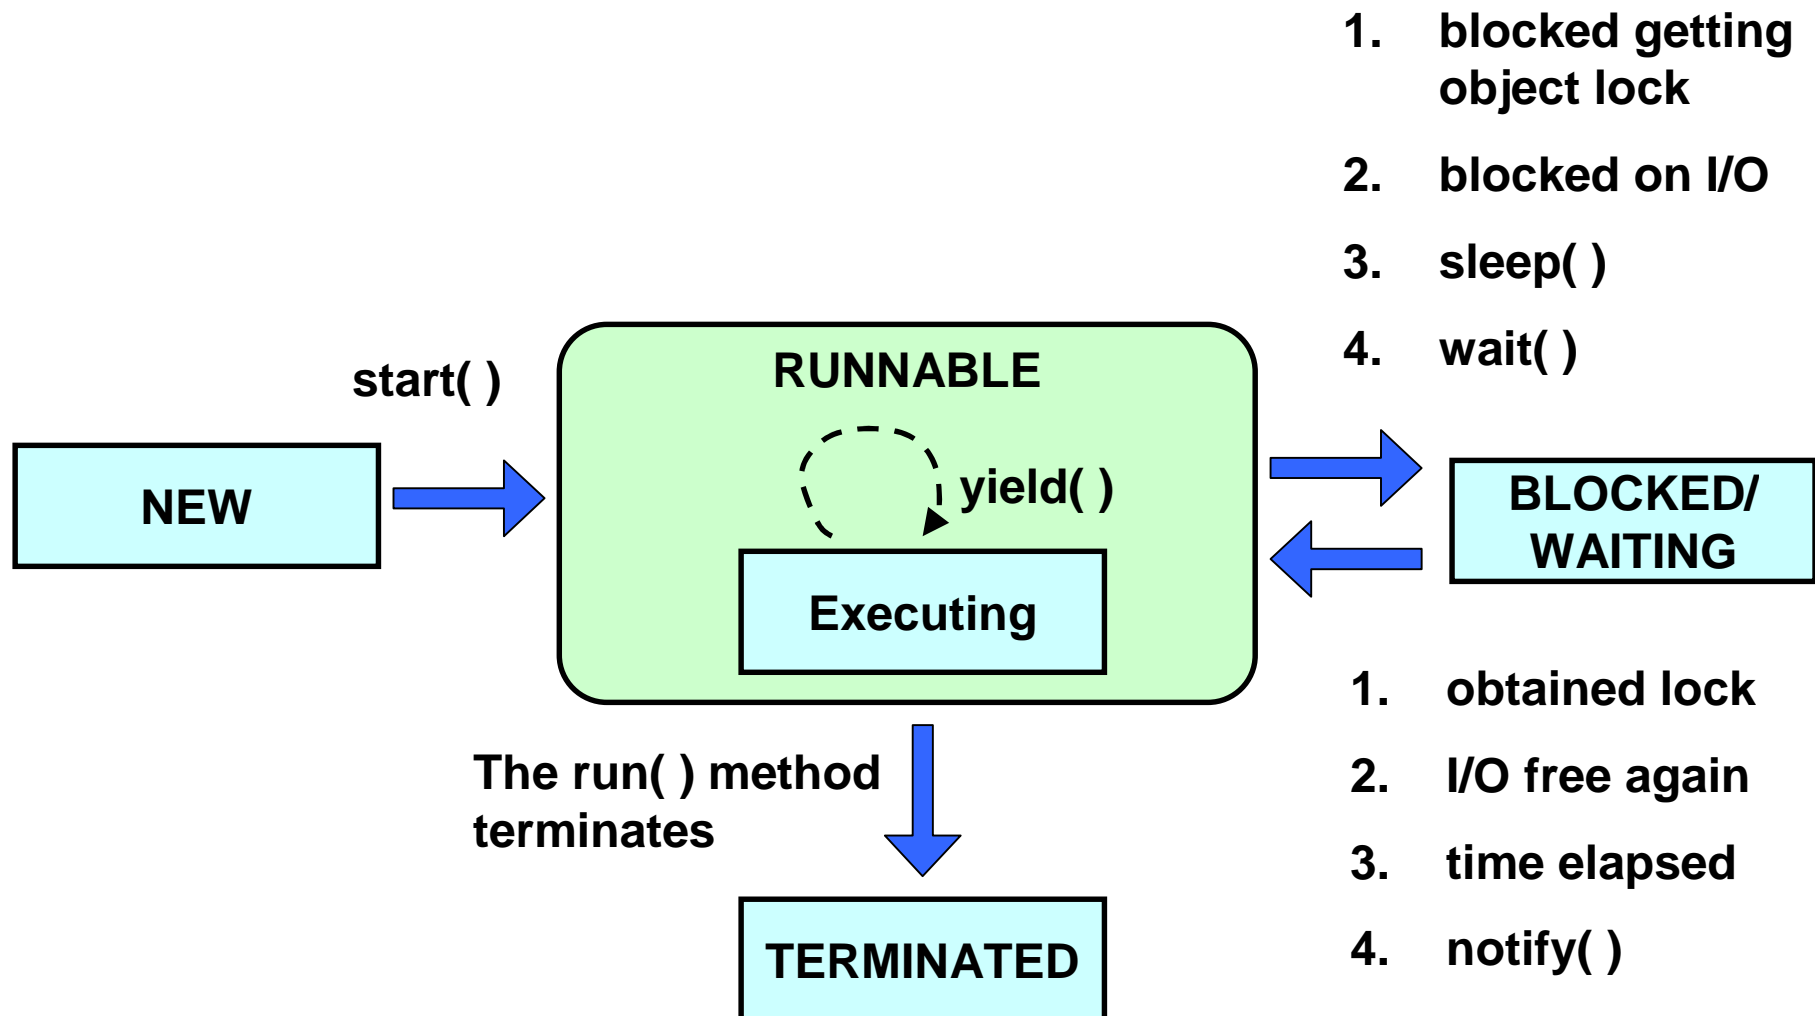 1. blocked getting
object lock
2. blocked on I/O
3. sleep( )
4. wait( )
start( )
RUNNABLE
yield( )
NEW
Executing
BLOCKED/
WAITING
The run( ) method
terminates
TERMINATED
1. obtained lock
2. I/O free again
3. time elapsed
4. notify( )